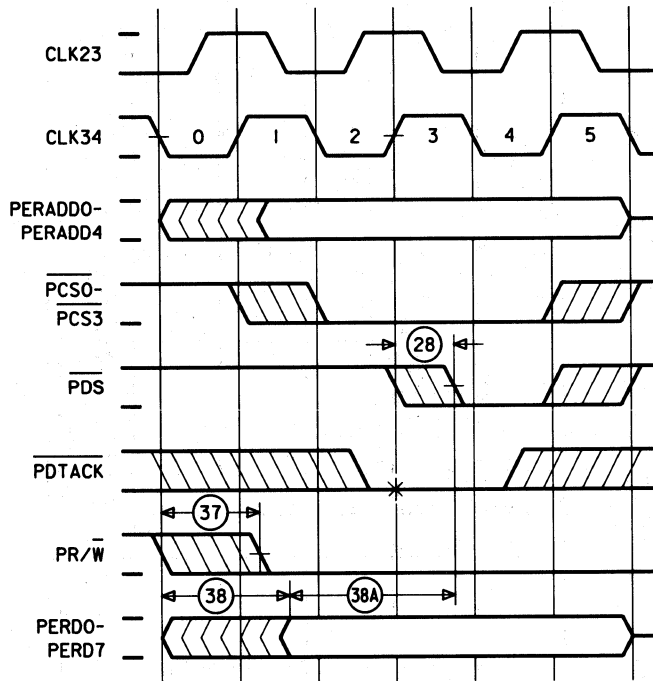 CLK23
CLK34
0 1 2 3 4 5
PERADD0-
PERADD4
PCS0-
PCS3
28
PDS
PDTACK
37
PR/W
38 38A
PERD0-
PERD7